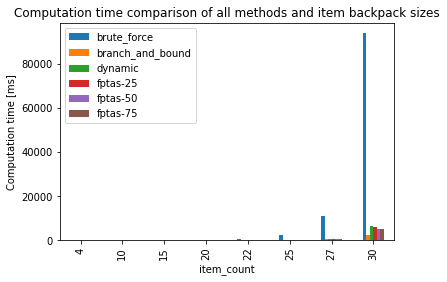 Computation time comparison of all methods and item backpack sizes
brute_force
branch_and_bound
dynamic
fptas-25
fptas-50
fptas-75
Computation time [ms]
80000
60000
40000
20000
0
4
10
15
20
22
25
27
30
item_count